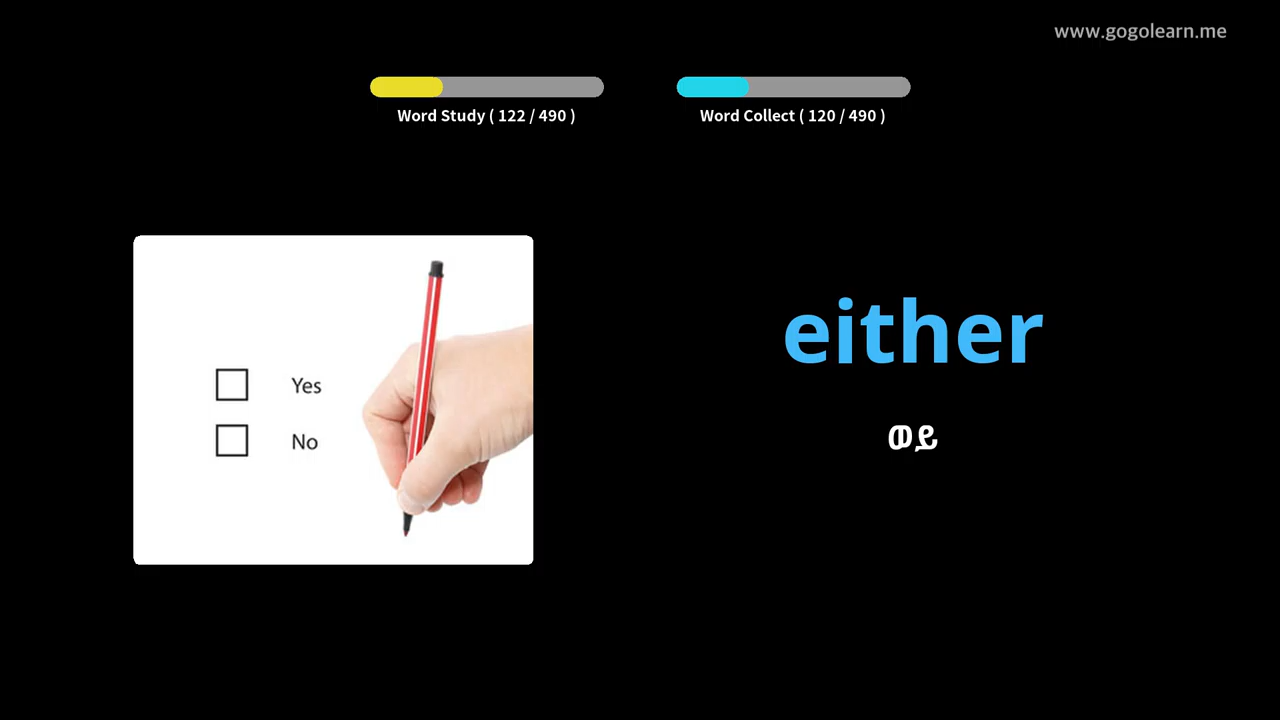 www.gogolearn.me
Word Study ( 122 / 490 )
Word Collect ( 120 / 490 )
Yes
No
either
ወይ